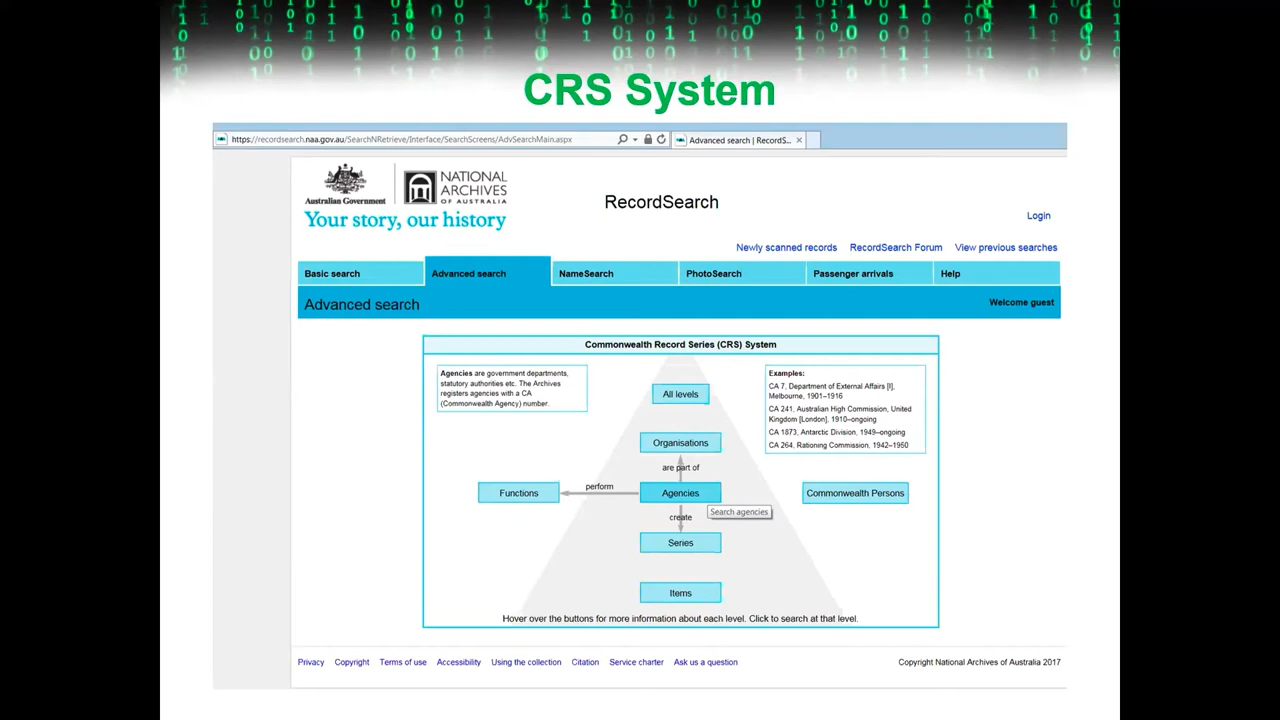 CRS System
https://recordsearch.naa.gov.au/SearchNRetrieve/Interface/SearchScreens/AdvSearchMain.aspx
Advanced search | RecordS...
Australian Government
NATIONAL
ARCHIVES
OF AUSTRALIA
Your story, our history
RecordSearch
Login
Newly scanned records RecordSearch Forum View previous searches
Basic search Advanced search NameSearch PhotoSearch Passenger arrivals Help
Advanced search Welcome guest
Commonwealth Record Series (CRS) System
Agencies are government departments,
statutory authorities etc. The Archives
registers agencies with a CA
(Commonwealth Agency) number.
Examples:
CA 7, Department of External Affairs [I],
Melbourne, 1901–1916
CA 241, Australian High Commission, United
Kingdom [London], 1910–ongoing
CA 1873, Antarctic Division, 1949–ongoing
CA 264, Rationing Commission, 1942–1950
All levels
Organisations
are part of
Functions perform Agencies Commonwealth Persons
Search agencies
create
Series
Items
Hover over the buttons for more information about each level. Click to search at that level.
Privacy Copyright Terms of use Accessibility Using the collection Citation Service charter Ask us a question Copyright National Archives of Australia 2017